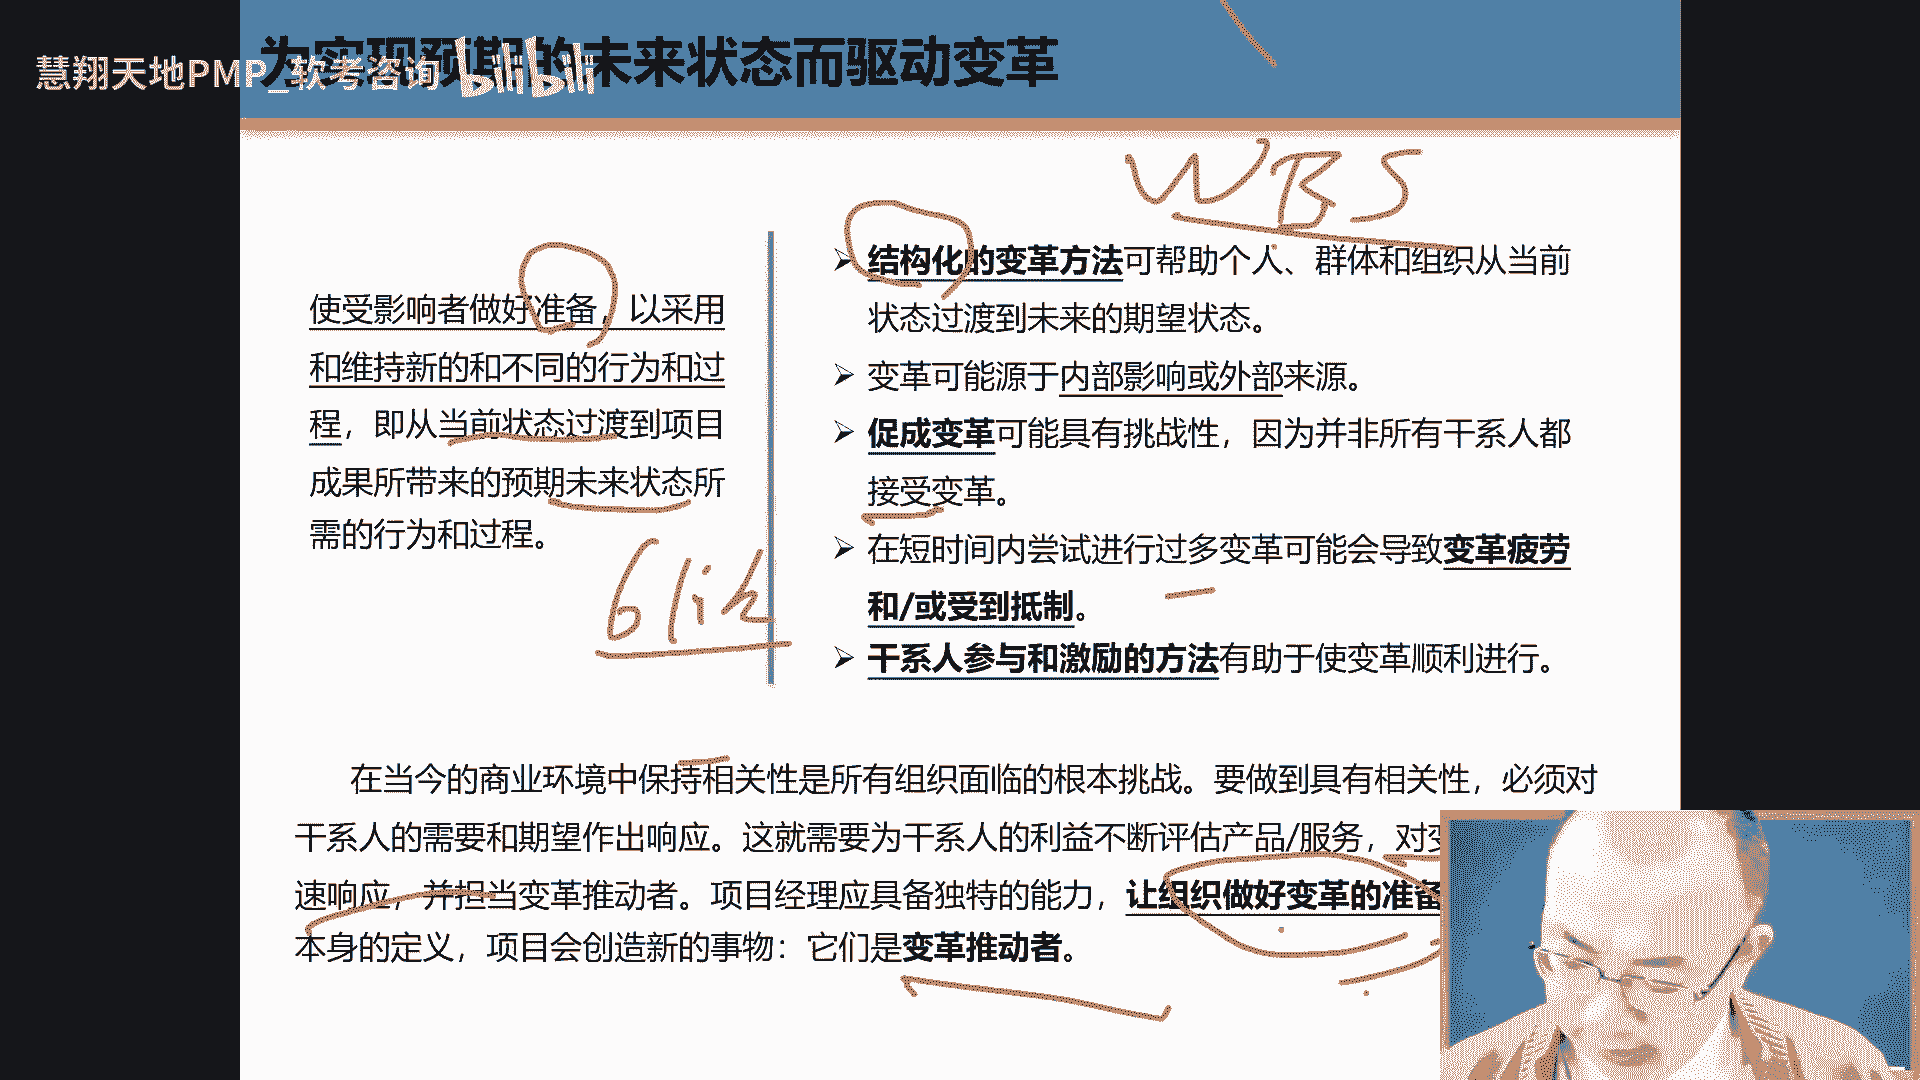 为实现预期的未来状态而驱动变革
慧翔天地PMP_软考咨询
bilibili
WBS
使受影响者做好准备，以采用
和维持新的和不同的行为和过
程，即从当前状态过渡到项目
成果所带来的预期未来状态所
需的行为和过程。
➢ 结构化的变革方法可帮助个人、群体和组织从当前
状态过渡到未来的期望状态。
➢ 变革可能源于内部影响或外部来源。
➢ 促成变革可能具有挑战性，因为并非所有干系人都
接受变革。
➢ 在短时间内尝试进行过多变革可能会导致变革疲劳
和/或受到抵制。
➢ 干系人参与和激励的方法有助于使变革顺利进行。
在当今的商业环境中保持相关性是所有组织面临的根本挑战。要做到具有相关性，必须对
干系人的需要和期望作出响应。这就需要为干系人的利益不断评估产品/服务，对变
速响应，并担当变革推动者。项目经理应具备独特的能力，让组织做好变革的准备
本身的定义，项目会创造新的事物：它们是变革推动者。